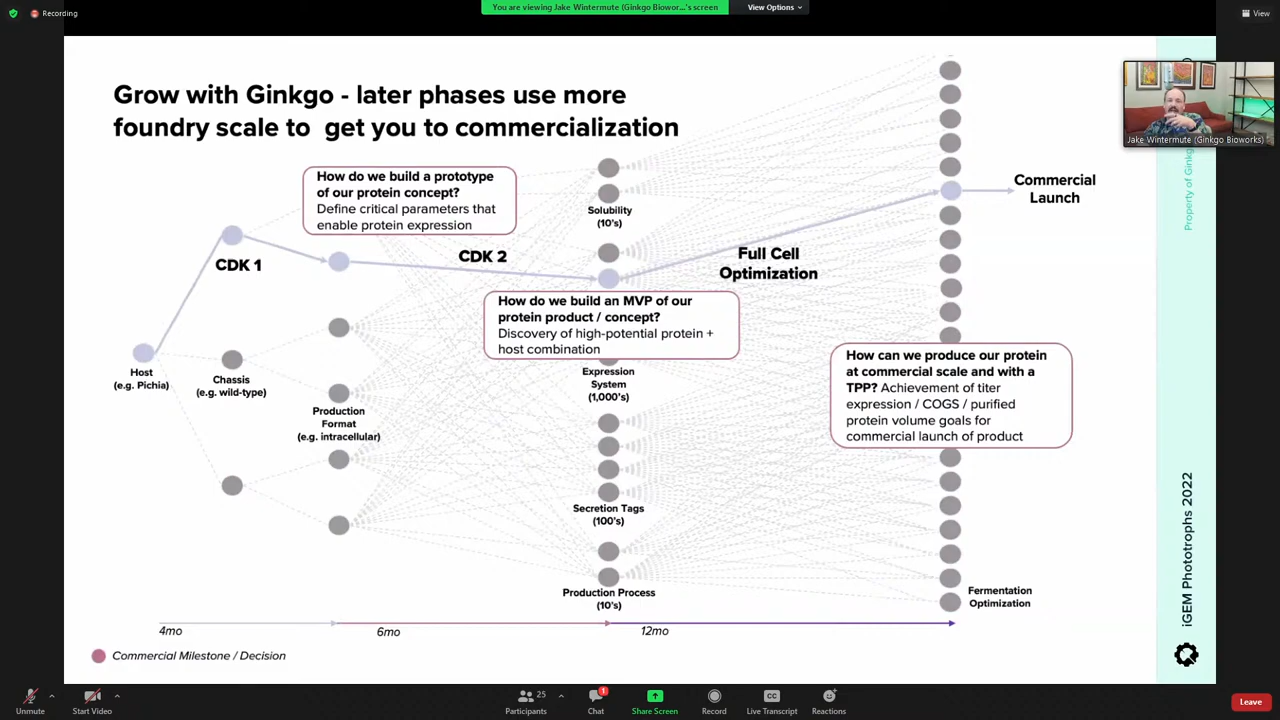 Recording
You are viewing Jake Wintermute (Ginkgo Biowor...'s screen
View Options
View
Grow with Ginkgo - later phases use more
foundry scale to get you to commercialization
Jake Wintermute (Ginkgo Bioworks)
Property of Ginkg
How do we build a prototype
of our protein concept?
Define critical parameters that
enable protein expression
Commercial
Launch
Solubility
(10's)
CDK 1
CDK 2
Full Cell
Optimization
How do we build an MVP of our
protein product / concept?
Discovery of high-potential protein +
host combination
How can we produce our protein
at commercial scale and with a
TPP? Achievement of titer
expression / COGS / purified
protein volume goals for
commercial launch of product
Host
(e.g. Pichia)
Chassis
(e.g. wild-type)
Expression
System
(1,000's)
Production
Format
(e.g. intracellular)
Secretion Tags
(100's)
Production Process
(10's)
Fermentation
Optimization
iGEM Phototrophs 2022
4mo
6mo
12mo
Commercial Milestone / Decision
Unmute
Start Video
Participants
25
Chat
1
Share Screen
Record
CC
Live Transcript
Reactions
Leave